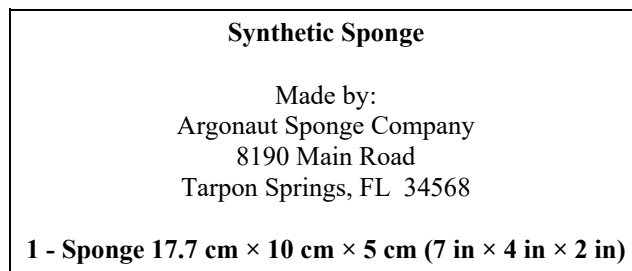 Synthetic Sponge
Made by:
Argonaut Sponge Company
8190 Main Road
Tarpon Springs, FL  34568
1 - Sponge 17.7 cm × 10 cm × 5 cm (7 in × 4 in × 2 in)